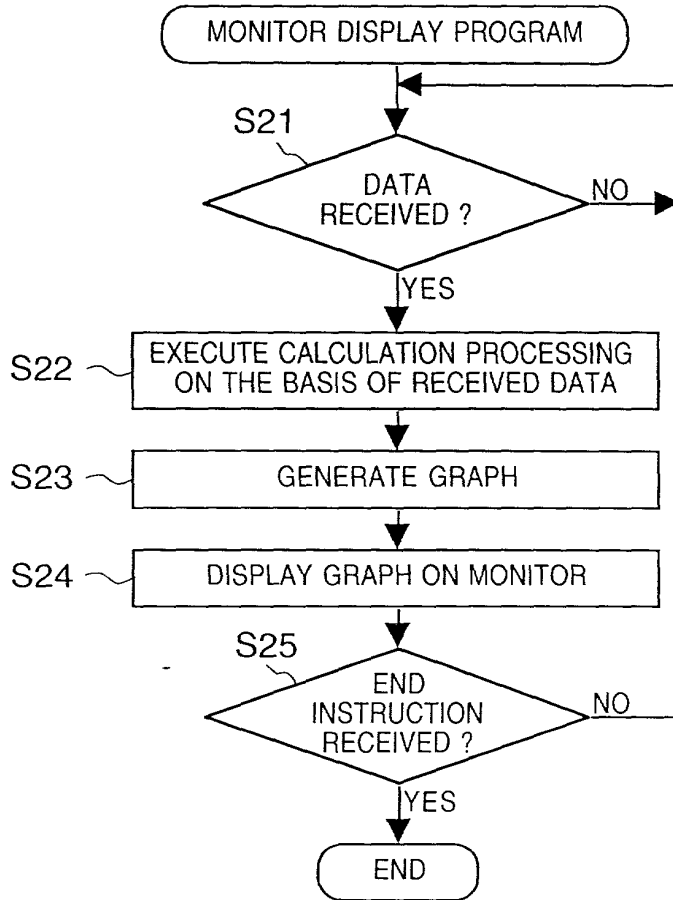 MONITOR DISPLAY PROGRAM
S21
DATA
RECEIVED ?
NO
YES
S22
EXECUTE CALCULATION PROCESSING
ON THE BASIS OF RECEIVED DATA
S23
GENERATE GRAPH
S24
DISPLAY GRAPH ON MONITOR
S25
END
INSTRUCTION
RECEIVED ?
NO
YES
END